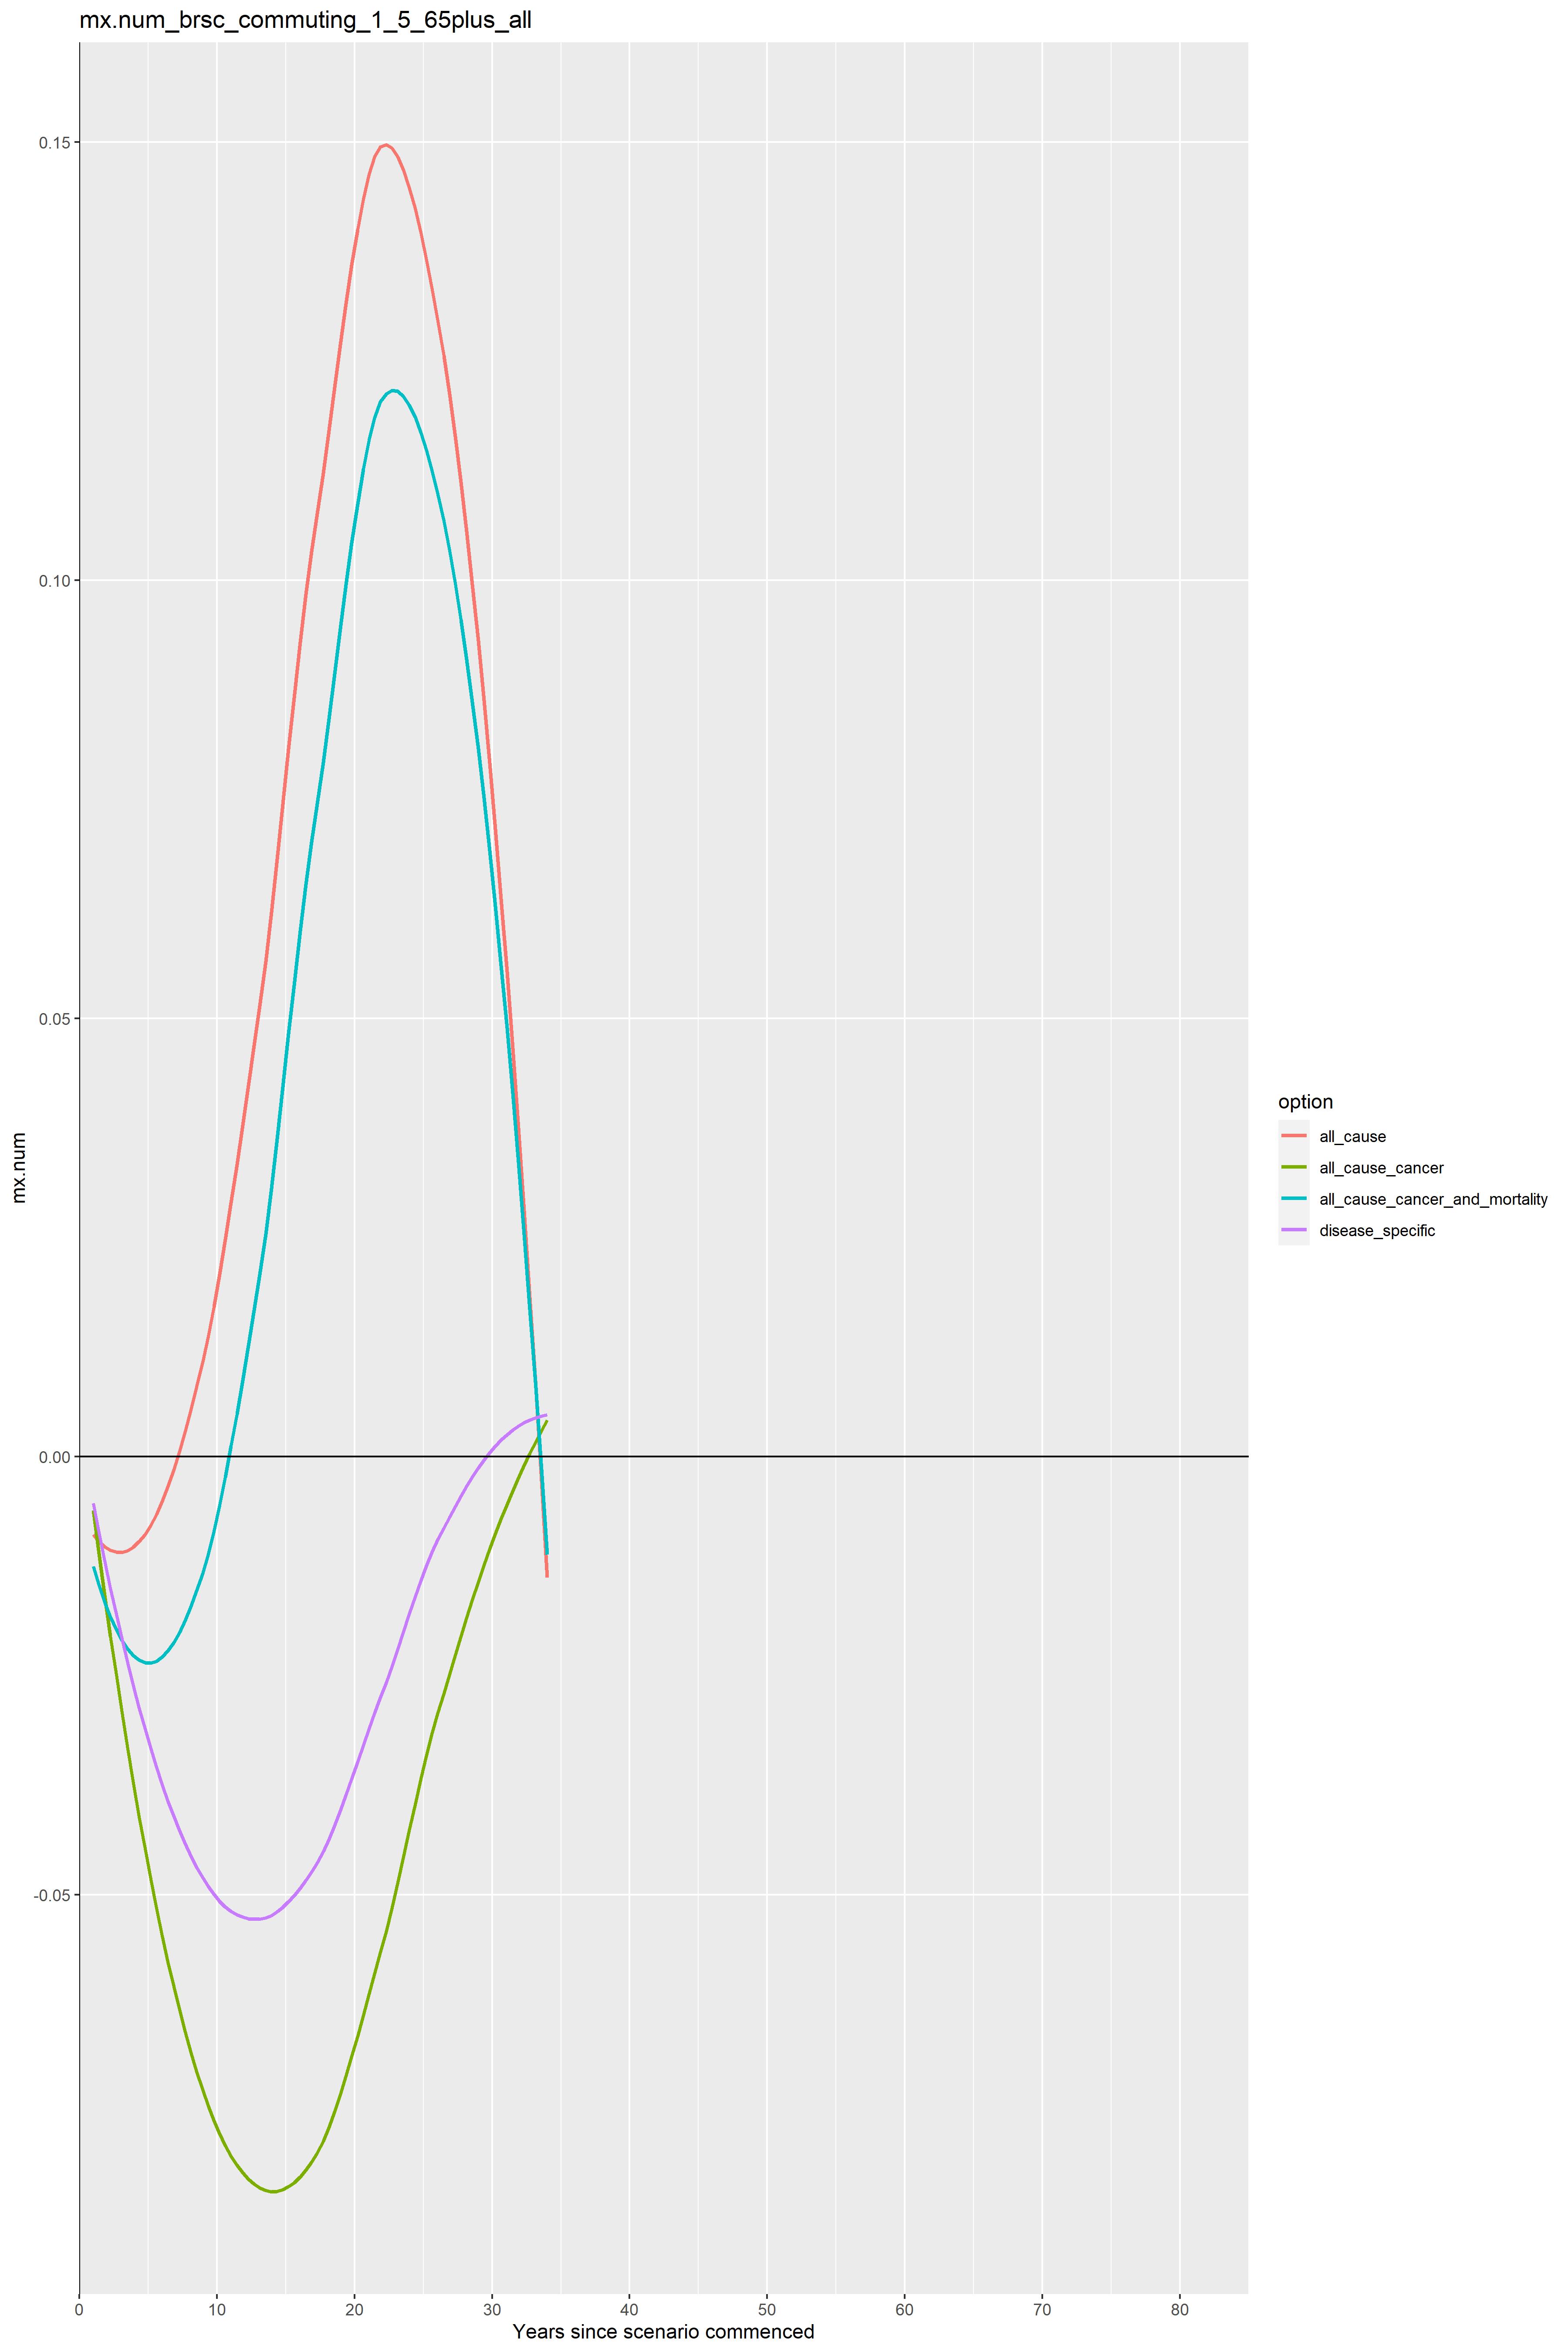 mx.num_brsc_commuting_1_5_65plus_all
0.15
0.10
0.05
0.00
-0.05
mx.num
0 10 20 30 40 50 60 70 80
Years since scenario commenced
option
all_cause
all_cause_cancer
all_cause_cancer_and_mortality
disease_specific